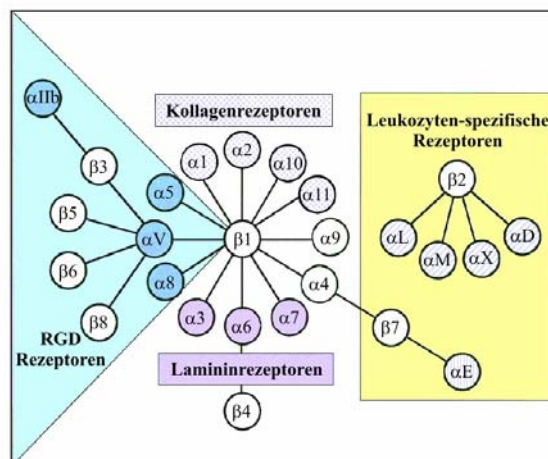 αIIb
Kollagenrezeptoren
Leukozyten-spezifische
Rezeptoren
β3
α1
α2
α10
α5
α11
β2
β5
αV
β1
α9
αL
αM
αX
αD
β6
α8
α4
β8
α3
α6
α7
β7
RGD
Rezeptoren
Lamininrezeptoren
αE
β4